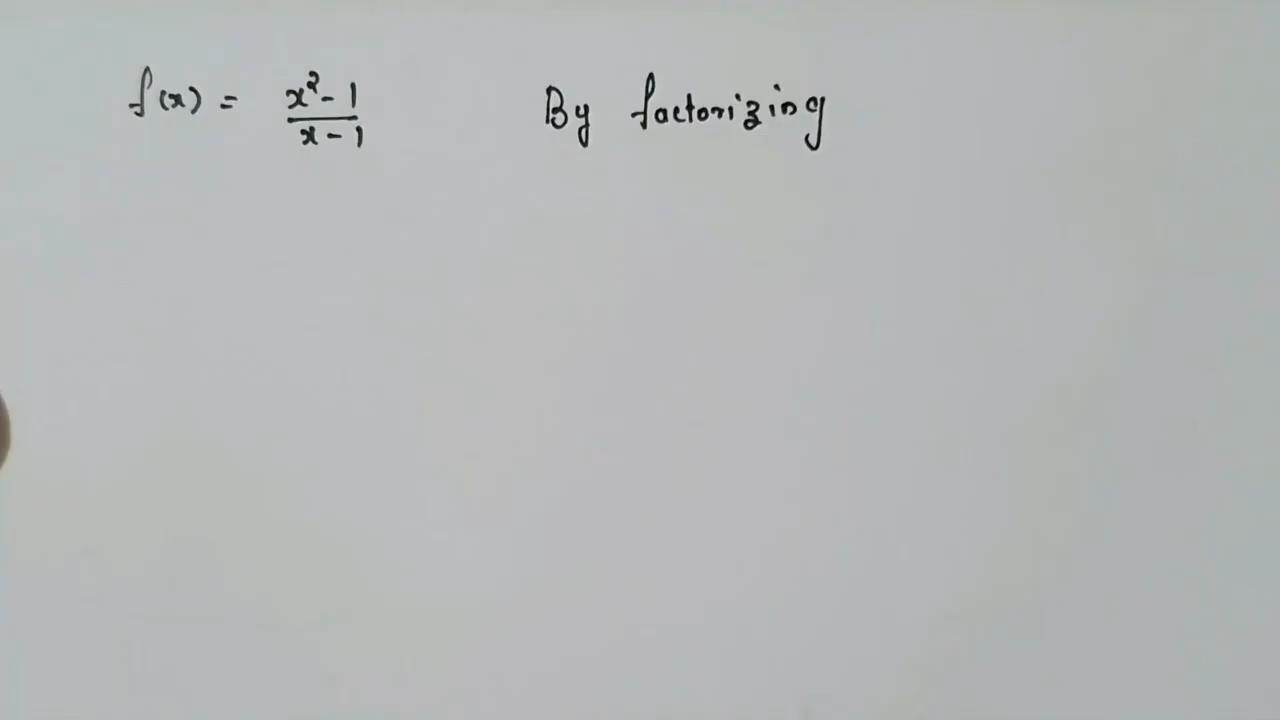 f(x) = x²-1 / x-1 By factorizing